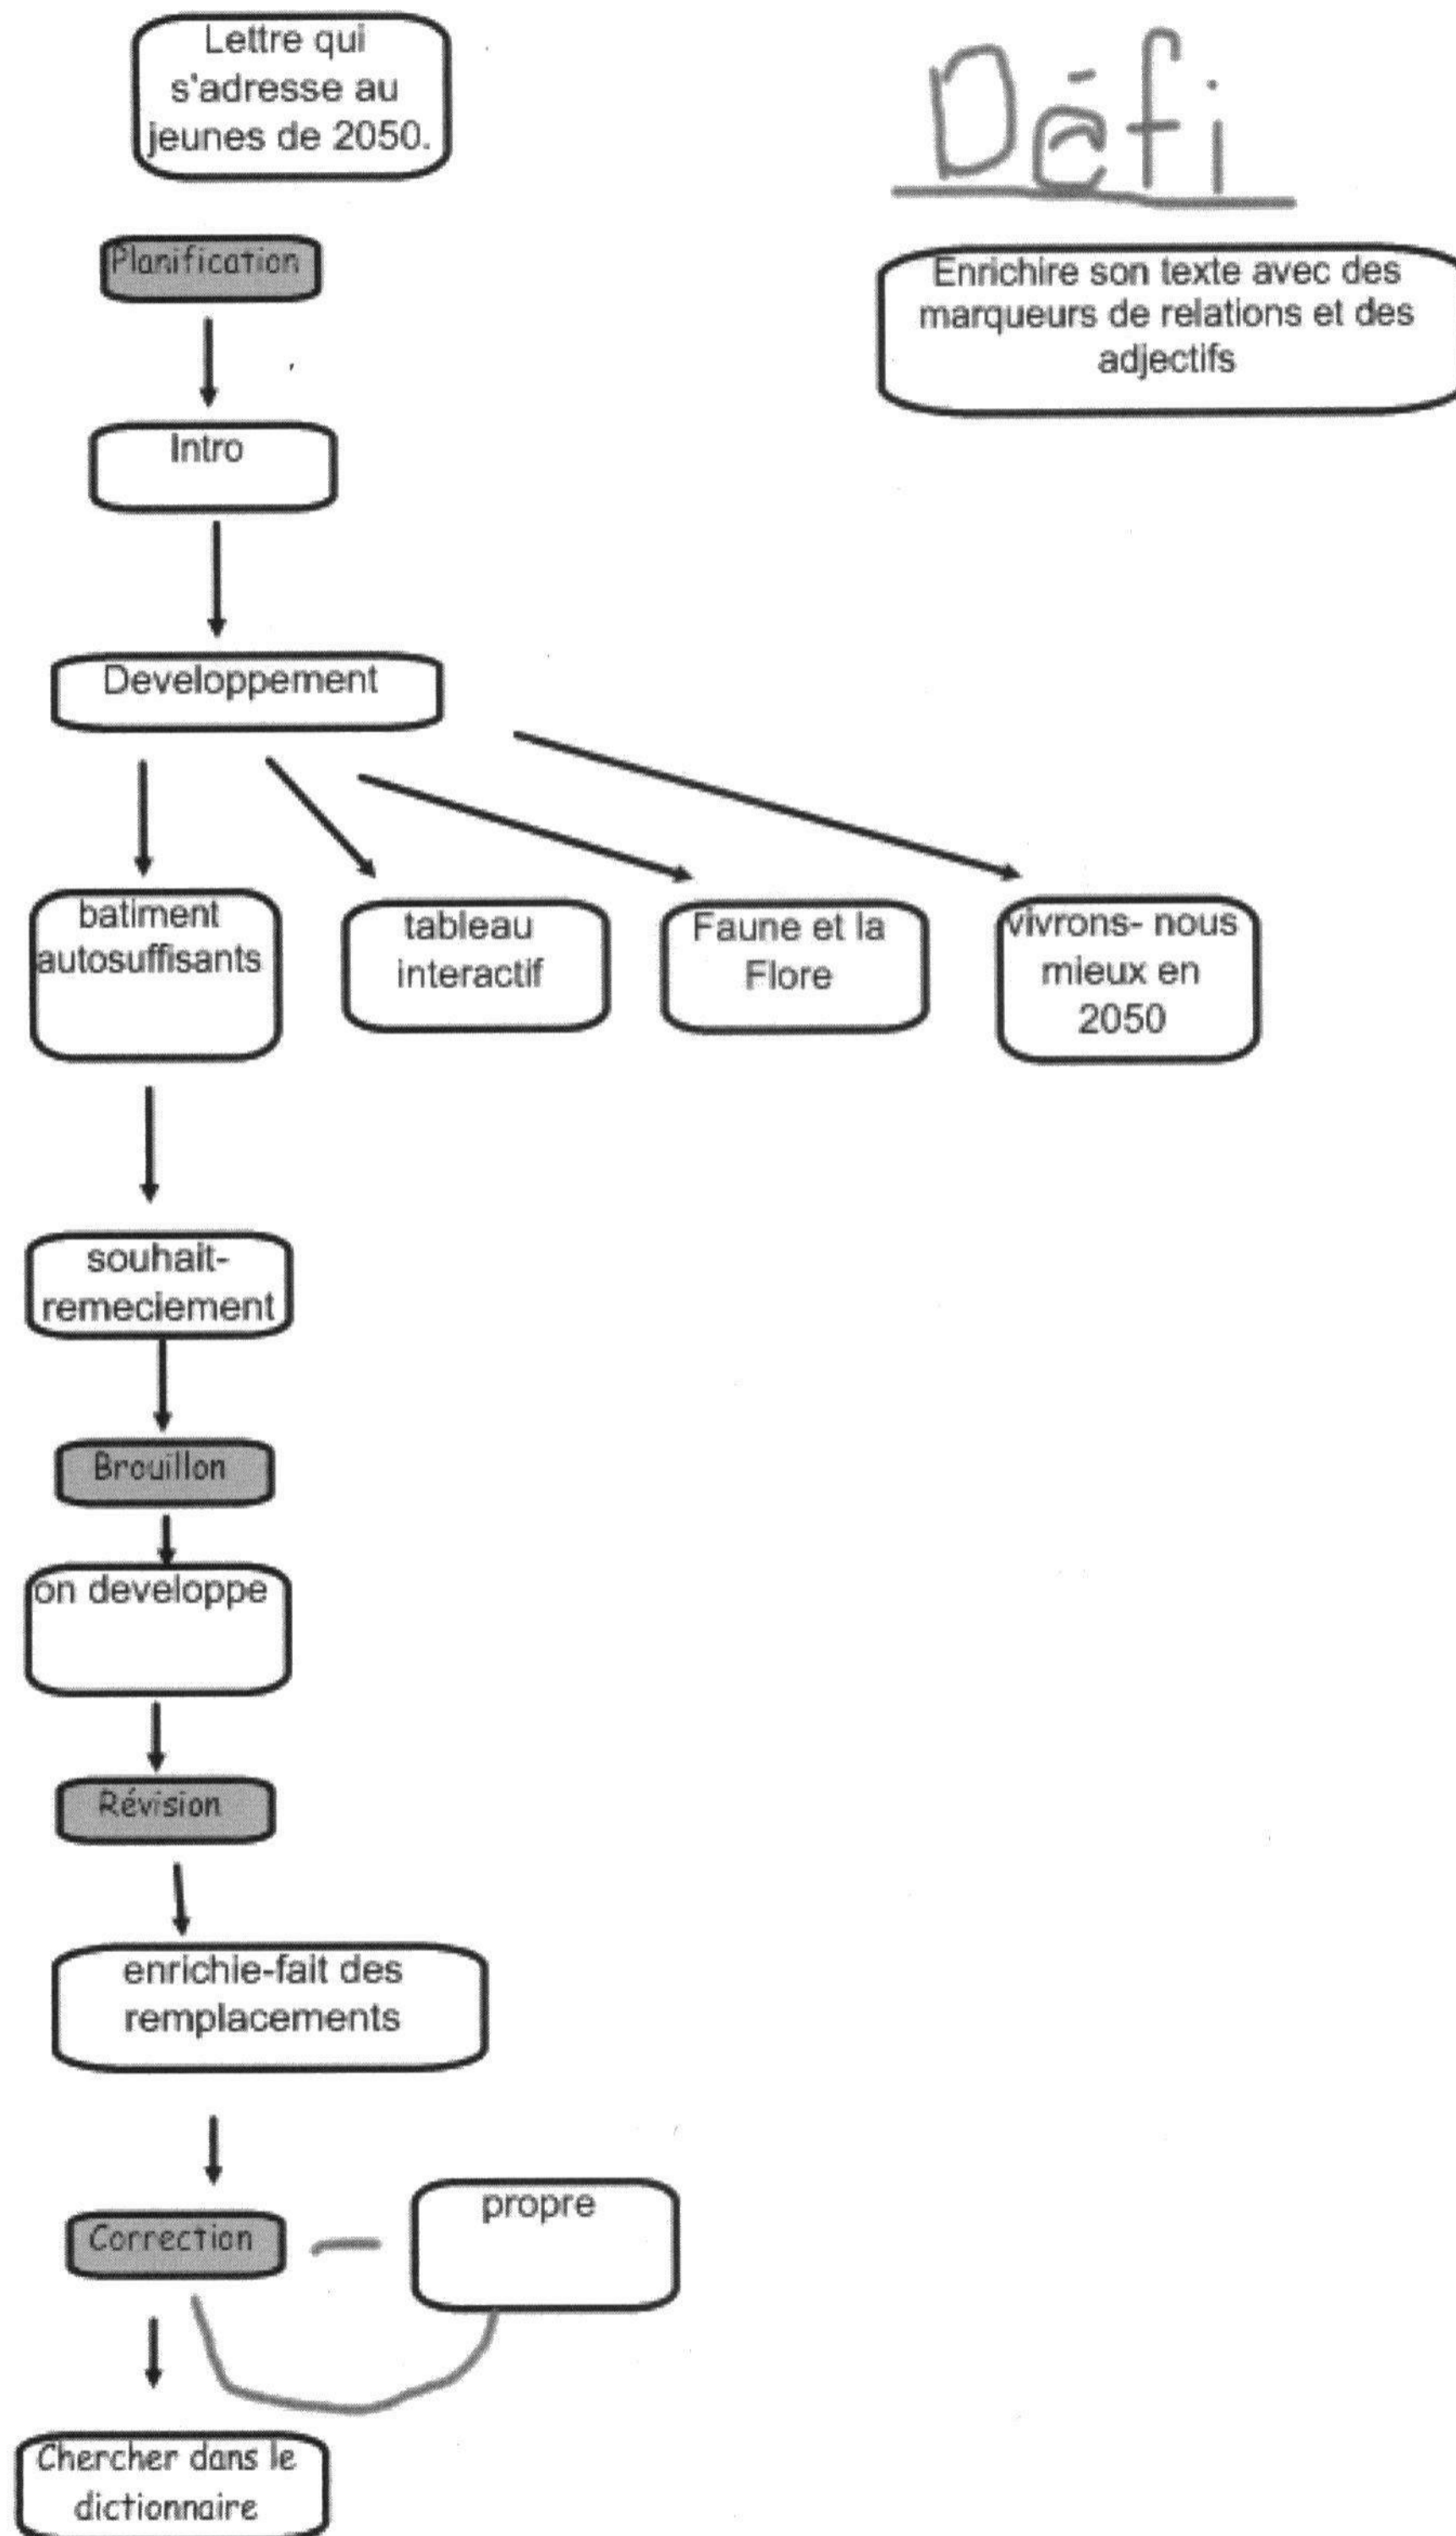 Lettre qui
s'adresse au
jeunes de 2050.
Défi
Planification
Enrichire son texte avec des
marqueurs de relations et des
adjectifs
Intro
Developpement
batiment
autosuffisants
tableau
interactif
Faune et la
Flore
vivrons- nous
mieux en
2050
souhait-
remeciement
Brouillon
on developpe
Révision
enrichie-fait des
remplacements
Correction
propre
Chercher dans le
dictionnaire